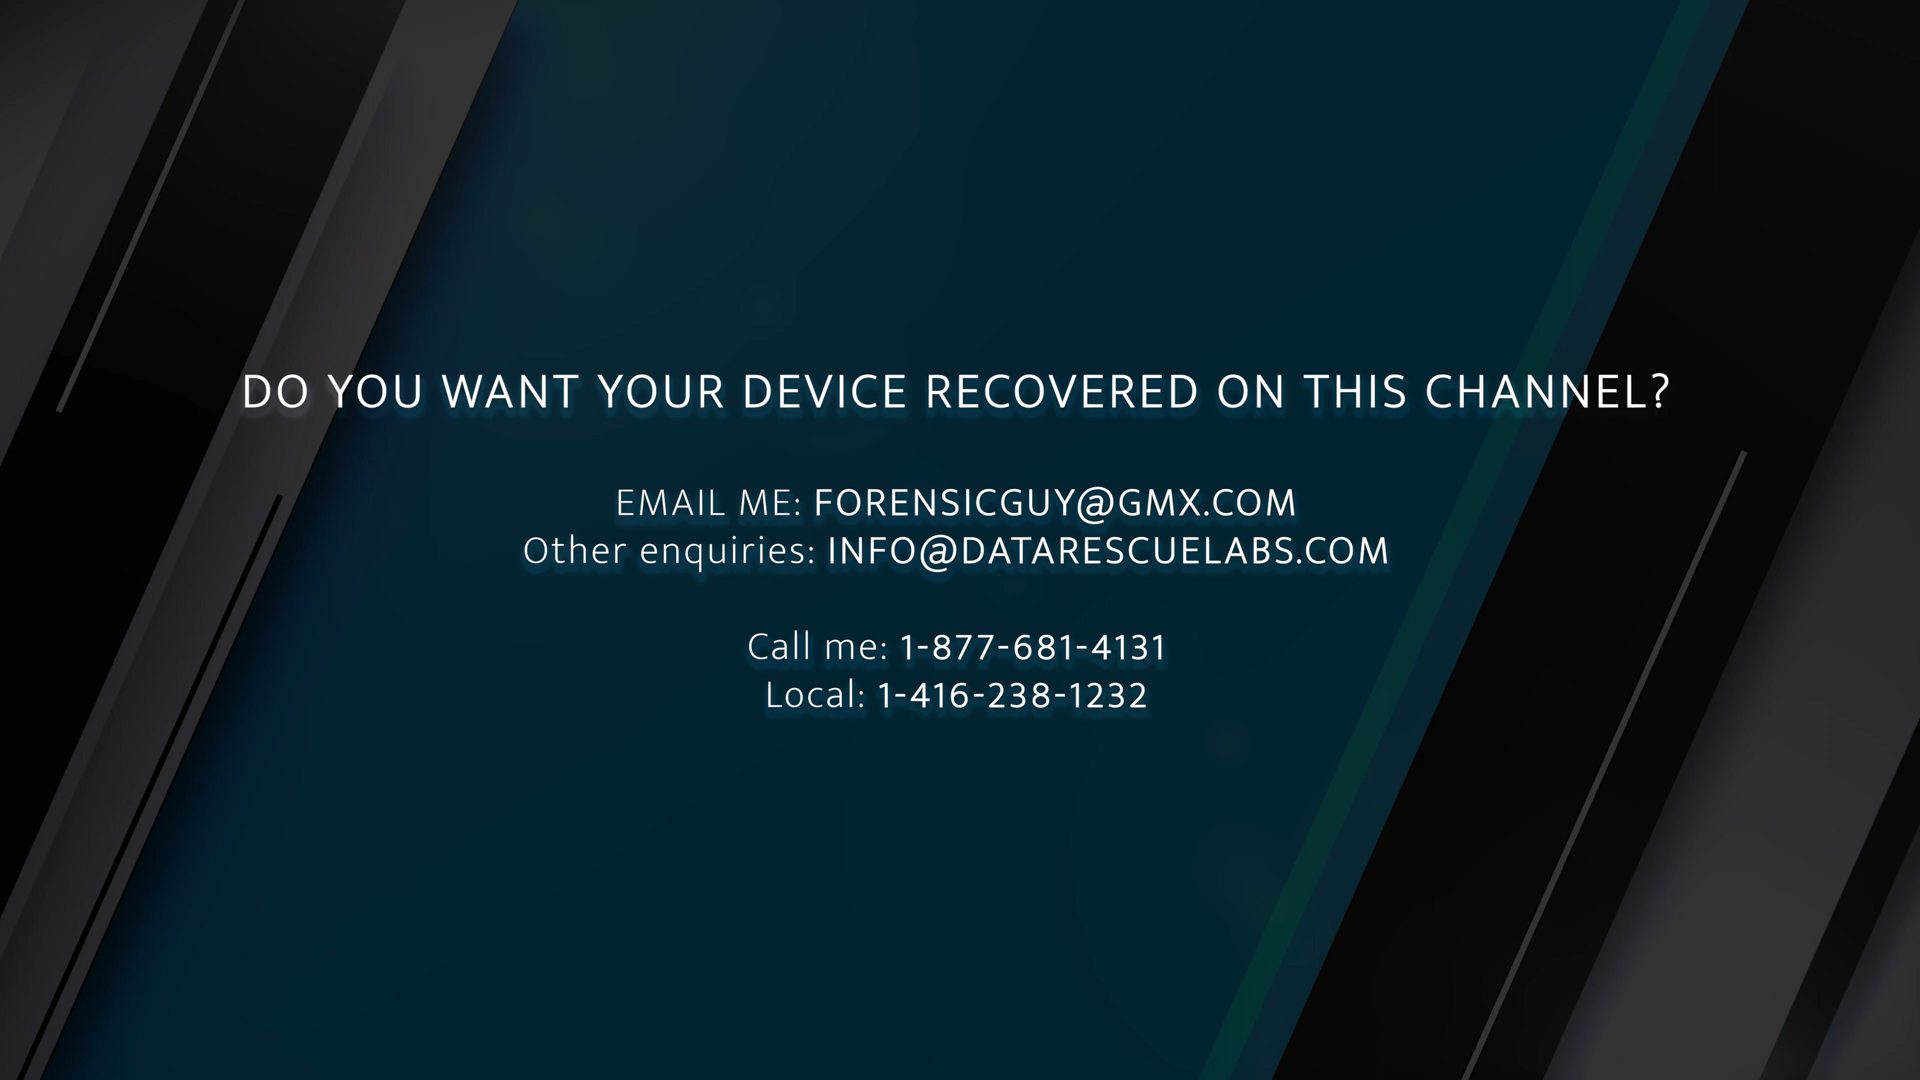 DO YOU WANT YOUR DEVICE RECOVERED ON THIS CHANNEL?
EMAIL ME: FORENSICGUY@GMX.COM
Other enquiries: INFO@DATARESCUELABS.COM
Call me: 1-877-681-4131
Local: 1-416-238-1232